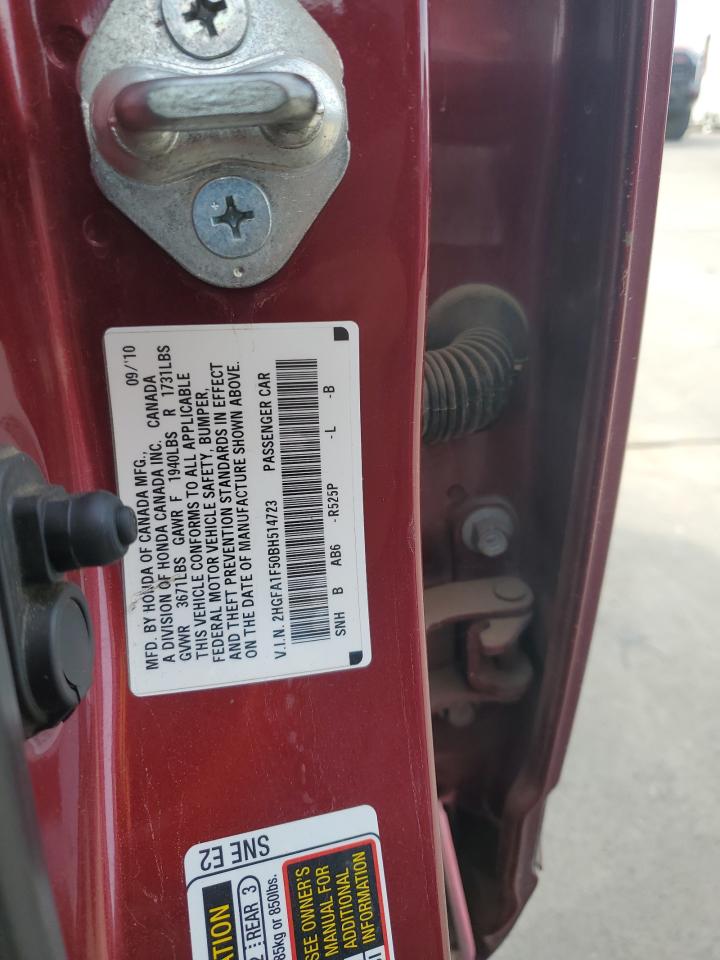 MFD. BY HONDA OF CANADA MFG., 09/'10
A DIVISION OF HONDA CANADA INC. CANADA
GVWR 3671LBS GAWR F 1940LBS R 1731LBS
THIS VEHICLE CONFORMS TO ALL APPLICABLE
FEDERAL MOTOR VEHICLE SAFETY, BUMPER,
AND THEFT PREVENTION STANDARDS IN EFFECT
ON THE DATE OF MANUFACTURE SHOWN ABOVE.
V.I.N. 2HGFA1F50BH514723 PASSENGER CAR
SNH B AB6 -R525P -L -B
SNE E2
REAR 3
85kg or 850lbs.
SEE OWNER'S
MANUAL FOR
ADDITIONAL
INFORMATION